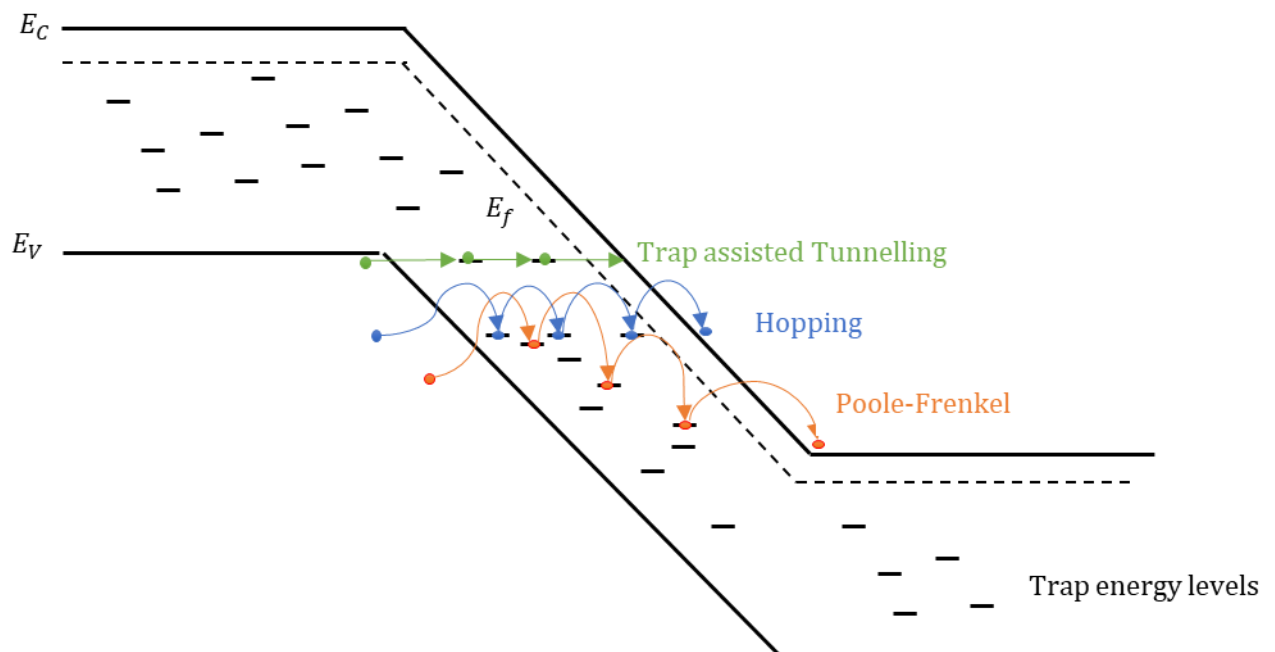 E_C
E_f
E_V
Trap assisted Tunnelling
Hopping
Poole-Frenkel
Trap energy levels